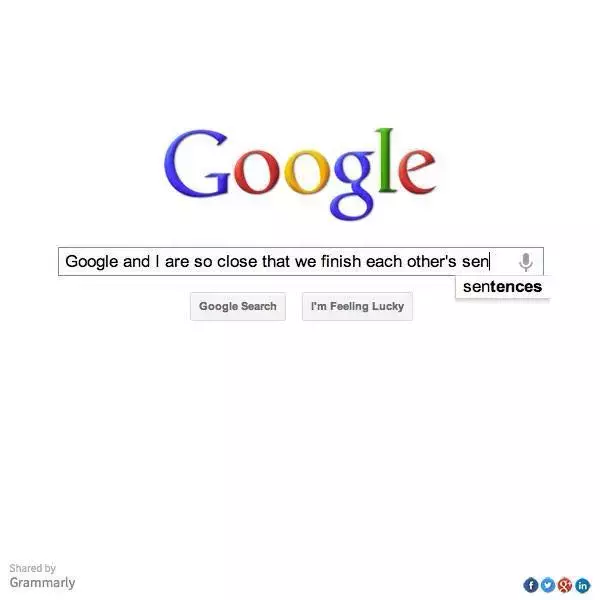 Google
Google and I are so close that we finish each other's sen
sentences
Google Search
I'm Feeling Lucky
Shared by
Grammarly